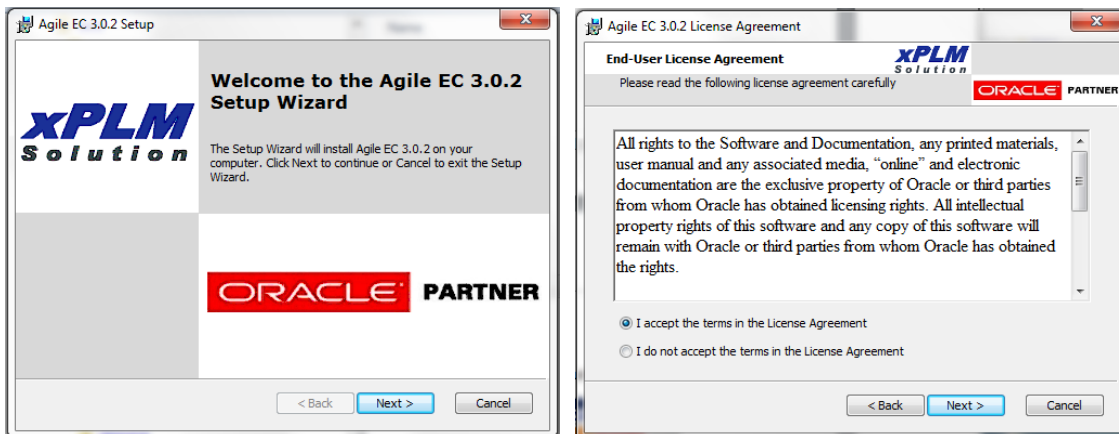 Agile EC 3.0.2 Setup
xPLM
Solution
Welcome to the Agile EC 3.0.2
Setup Wizard
The Setup Wizard will install Agile EC 3.0.2 on your
computer. Click Next to continue or Cancel to exit the Setup
Wizard.
ORACLE PARTNER
< Back Next > Cancel
Agile EC 3.0.2 License Agreement
End-User License Agreement
xPLM
Solution
Please read the following license agreement carefully
ORACLE PARTNER
All rights to the Software and Documentation, any printed materials,
user manual and any associated media, “online” and electronic
documentation are the exclusive property of Oracle or third parties
from whom Oracle has obtained licensing rights. All intellectual
property rights of this software and any copy of this software will
remain with Oracle or third parties from whom Oracle has obtained
the rights.
I accept the terms in the License Agreement
I do not accept the terms in the License Agreement
< Back Next > Cancel